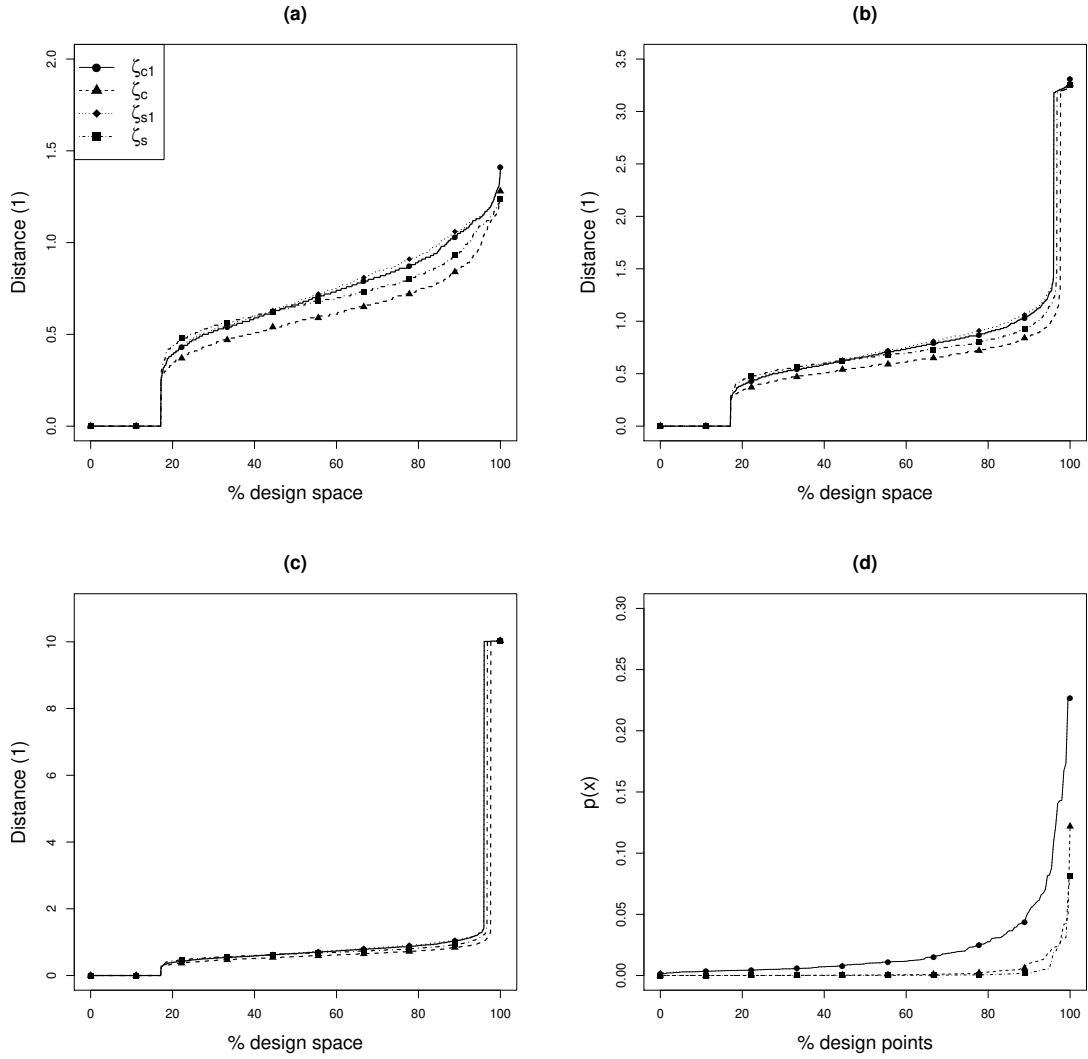 (a)
Distance (1)
2.0
1.5
1.0
0.5
0.0
ζc1
ζc
ζs1
ζs
0 20 40 60 80 100
% design space
(b)
Distance (1)
3.5
3.0
2.5
2.0
1.5
1.0
0.5
0.0
0 20 40 60 80 100
% design space
(c)
Distance (1)
10
8
6
4
2
0
0 20 40 60 80 100
% design space
(d)
p(x)
0.30
0.25
0.20
0.15
0.10
0.05
0.00
0 20 40 60 80 100
% design points